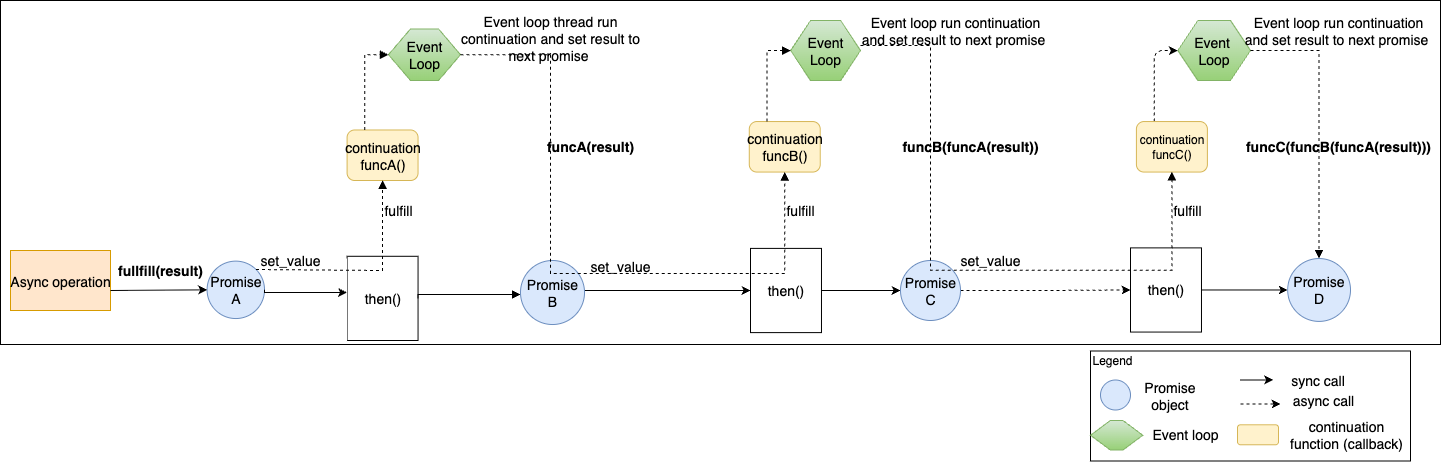 Event loop thread run
continuation and set result to
next promise
Event loop run continuation
and set result to next promise
Event loop run continuation
and set result to next promise
Event
Loop
Event
Loop
Event
Loop
continuation
funcA()
funcA(result)
continuation
funcB()
funcB(funcA(result))
continuation
funcC()
funcC(funcB(funcA(result)))
fulfill
fulfill
fulfill
Async operation
fullfill(result)
Promise
A
set_value
then()
Promise
B
set_value
then()
Promise
C
set_value
then()
Promise
D
Legend
Promise
object
sync call
async call
Event loop
continuation
function (callback)